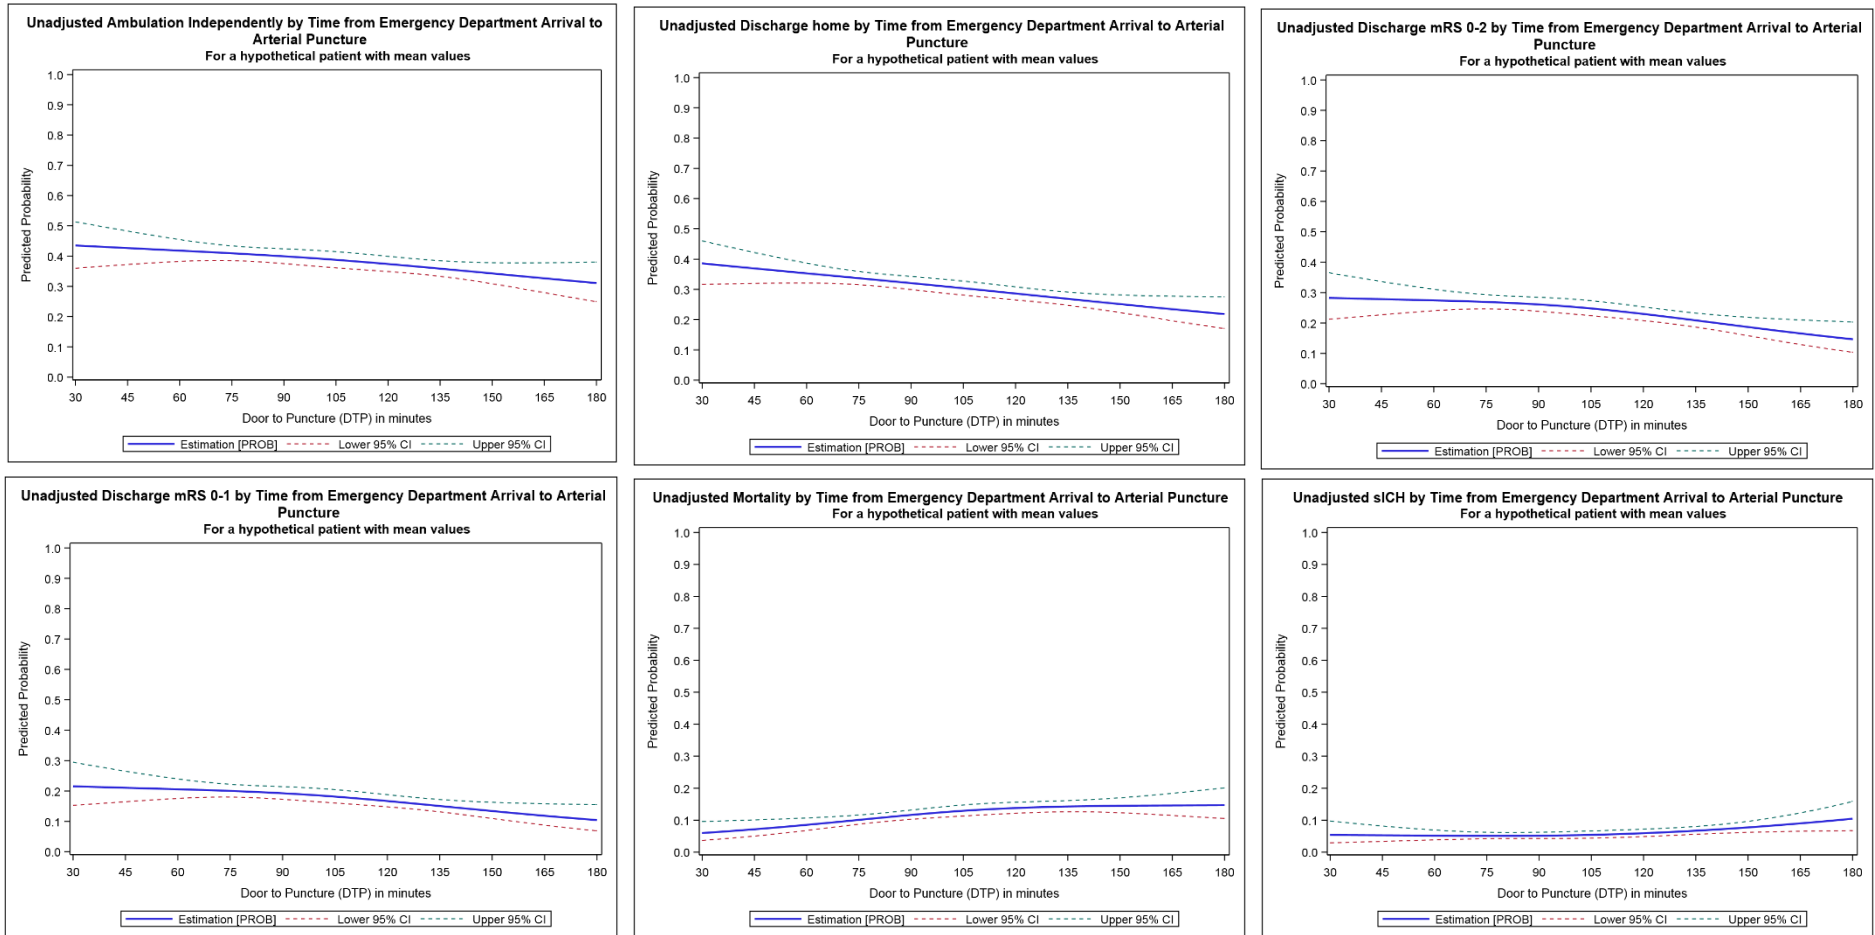 Unadjusted Ambulation Independently by Time from Emergency Department Arrival to
Arterial Puncture
For a hypothetical patient with mean values
1.0
0.9
0.8
0.7
0.6
0.5
0.4
0.3
0.2
0.1
0.0
Predicted Probability
30 45 60 75 90 105 120 135 150 165 180
Door to Puncture (DTP) in minutes
Estimation [PROB] Lower 95% CI Upper 95% CI
Unadjusted Discharge home by Time from Emergency Department Arrival to Arterial
Puncture
For a hypothetical patient with mean values
1.0
0.9
0.8
0.7
0.6
0.5
0.4
0.3
0.2
0.1
0.0
Predicted Probability
30 45 60 75 90 105 120 135 150 165 180
Door to Puncture (DTP) in minutes
Estimation [PROB] Lower 95% CI Upper 95% CI
Unadjusted Discharge mRS 0-2 by Time from Emergency Department Arrival to Arterial
Puncture
For a hypothetical patient with mean values
1.0
0.9
0.8
0.7
0.6
0.5
0.4
0.3
0.2
0.1
0.0
Predicted Probability
30 45 60 75 90 105 120 135 150 165 180
Door to Puncture (DTP) in minutes
Estimation [PROB] Lower 95% CI Upper 95% CI
Unadjusted Discharge mRS 0-1 by Time from Emergency Department Arrival to Arterial
Puncture
For a hypothetical patient with mean values
1.0
0.9
0.8
0.7
0.6
0.5
0.4
0.3
0.2
0.1
0.0
Predicted Probability
30 45 60 75 90 105 120 135 150 165 180
Door to Puncture (DTP) in minutes
Estimation [PROB] Lower 95% CI Upper 95% CI
Unadjusted Mortality by Time from Emergency Department Arrival to Arterial Puncture
For a hypothetical patient with mean values
1.0
0.9
0.8
0.7
0.6
0.5
0.4
0.3
0.2
0.1
0.0
Predicted Probability
30 45 60 75 90 105 120 135 150 165 180
Door to Puncture (DTP) in minutes
Estimation [PROB] Lower 95% CI Upper 95% CI
Unadjusted sICH by Time from Emergency Department Arrival to Arterial Puncture
For a hypothetical patient with mean values
1.0
0.9
0.8
0.7
0.6
0.5
0.4
0.3
0.2
0.1
0.0
Predicted Probability
30 45 60 75 90 105 120 135 150 165 180
Door to Puncture (DTP) in minutes
Estimation [PROB] Lower 95% CI Upper 95% CI